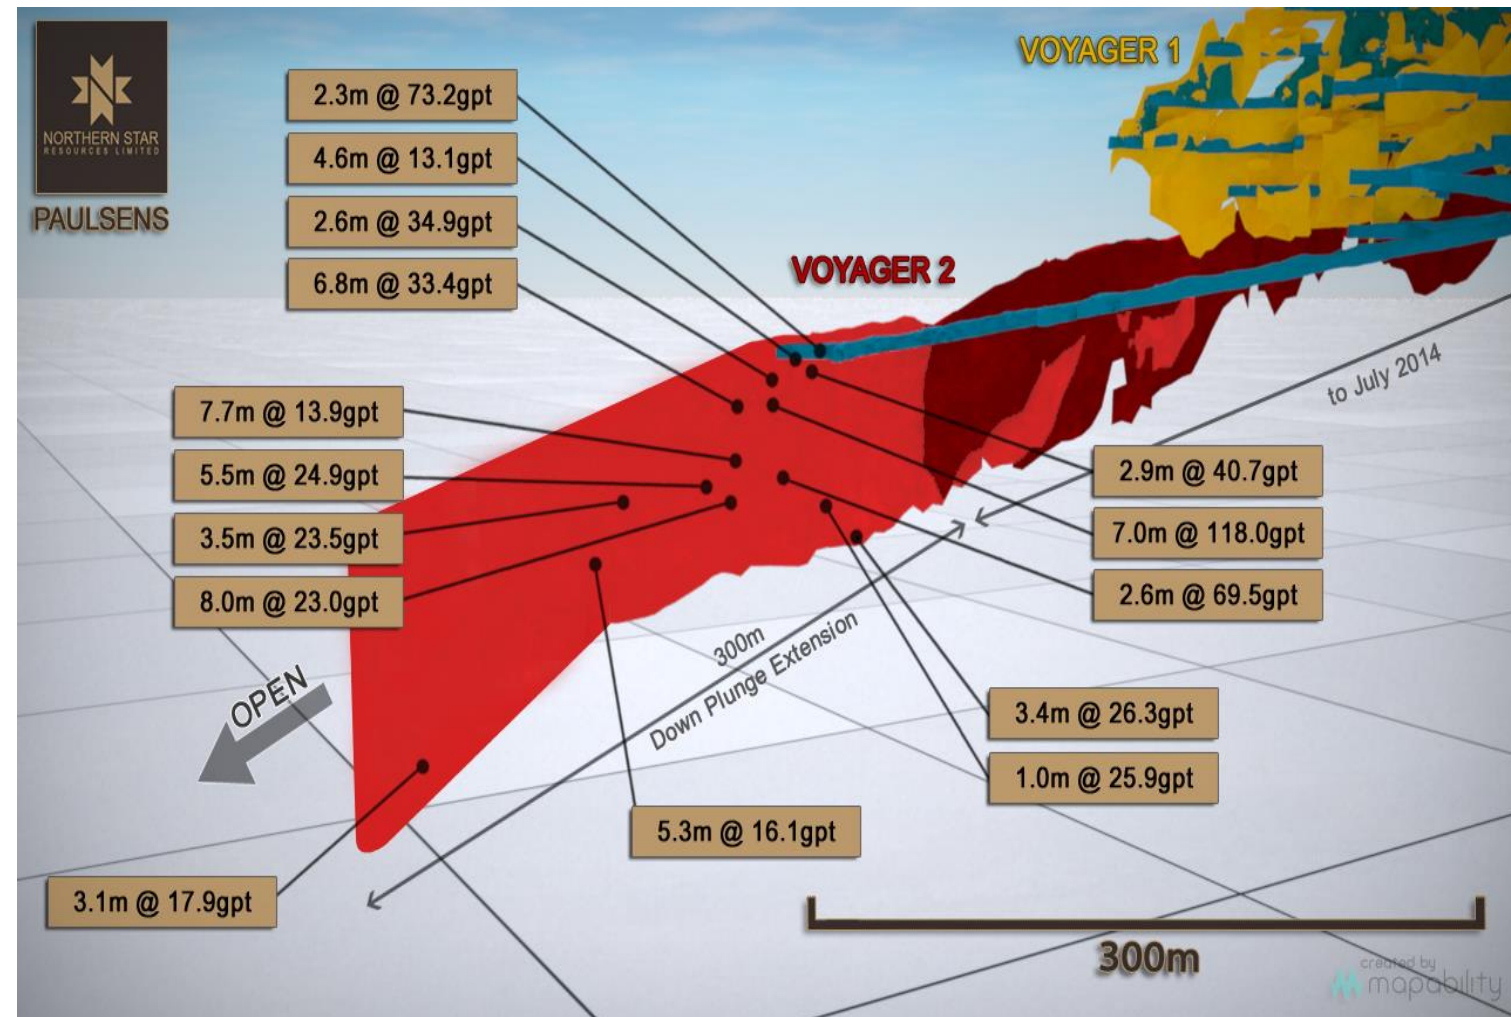 NORTHERN STAR
RESOURCES LIMITED
PAULSENS
VOYAGER 1
2.3m @ 73.2gpt
4.6m @ 13.1gpt
2.6m @ 34.9gpt
6.8m @ 33.4gpt
VOYAGER 2
to July 2014
7.7m @ 13.9gpt
5.5m @ 24.9gpt
3.5m @ 23.5gpt
8.0m @ 23.0gpt
2.9m @ 40.7gpt
7.0m @ 118.0gpt
2.6m @ 69.5gpt
300m
Down Plunge Extension
OPEN
3.4m @ 26.3gpt
1.0m @ 25.9gpt
5.3m @ 16.1gpt
3.1m @ 17.9gpt
300m
created by
mapability